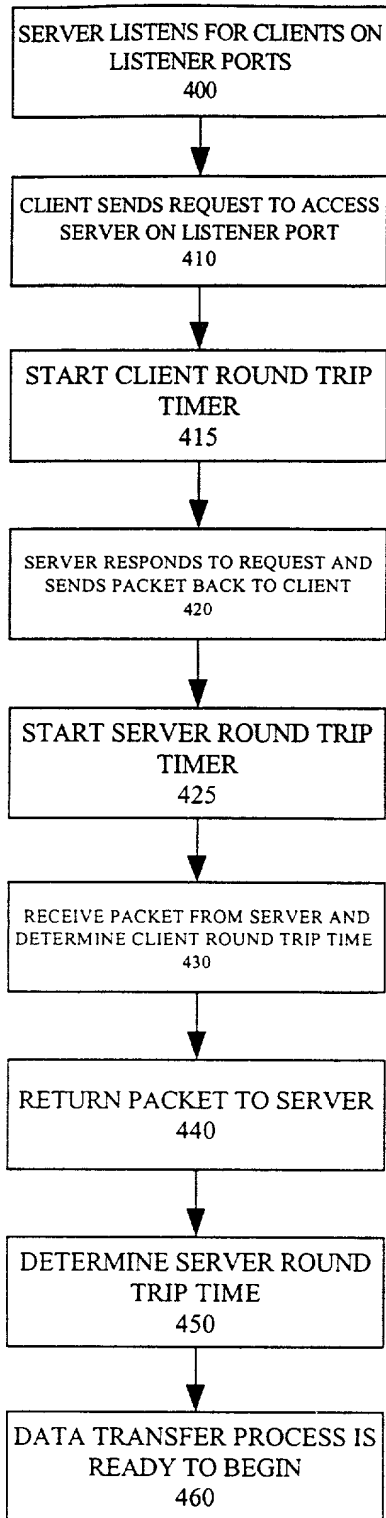 SERVER LISTENS FOR CLIENTS ON
LISTENER PORTS
400
CLIENT SENDS REQUEST TO ACCESS
SERVER ON LISTENER PORT
410
START CLIENT ROUND TRIP
TIMER
415
SERVER RESPONDS TO REQUEST AND
SENDS PACKET BACK TO CLIENT
420
START SERVER ROUND TRIP
TIMER
425
RECEIVE PACKET FROM SERVER AND
DETERMINE CLIENT ROUND TRIP TIME
430
RETURN PACKET TO SERVER
440
DETERMINE SERVER ROUND
TRIP TIME
450
DATA TRANSFER PROCESS IS
READY TO BEGIN
460